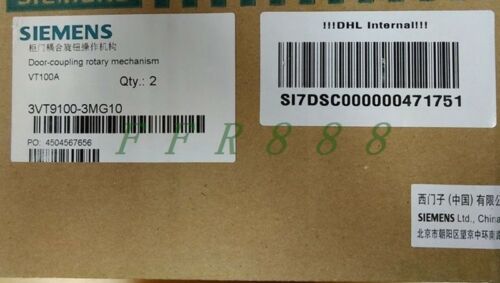 SIEMENS
SIEMENS
柜门耦合旋钮操作机构
Door-coupling rotary mechanism
VT100A
Qty.: 2
3VT9100-3MG10
PO: 4504567656
!!!DHL Internal!!!
SI7DSC000000471751
FFR888
西门子（中国）有限公
SIEMENS Ltd., China
北京市朝阳区望京中环南